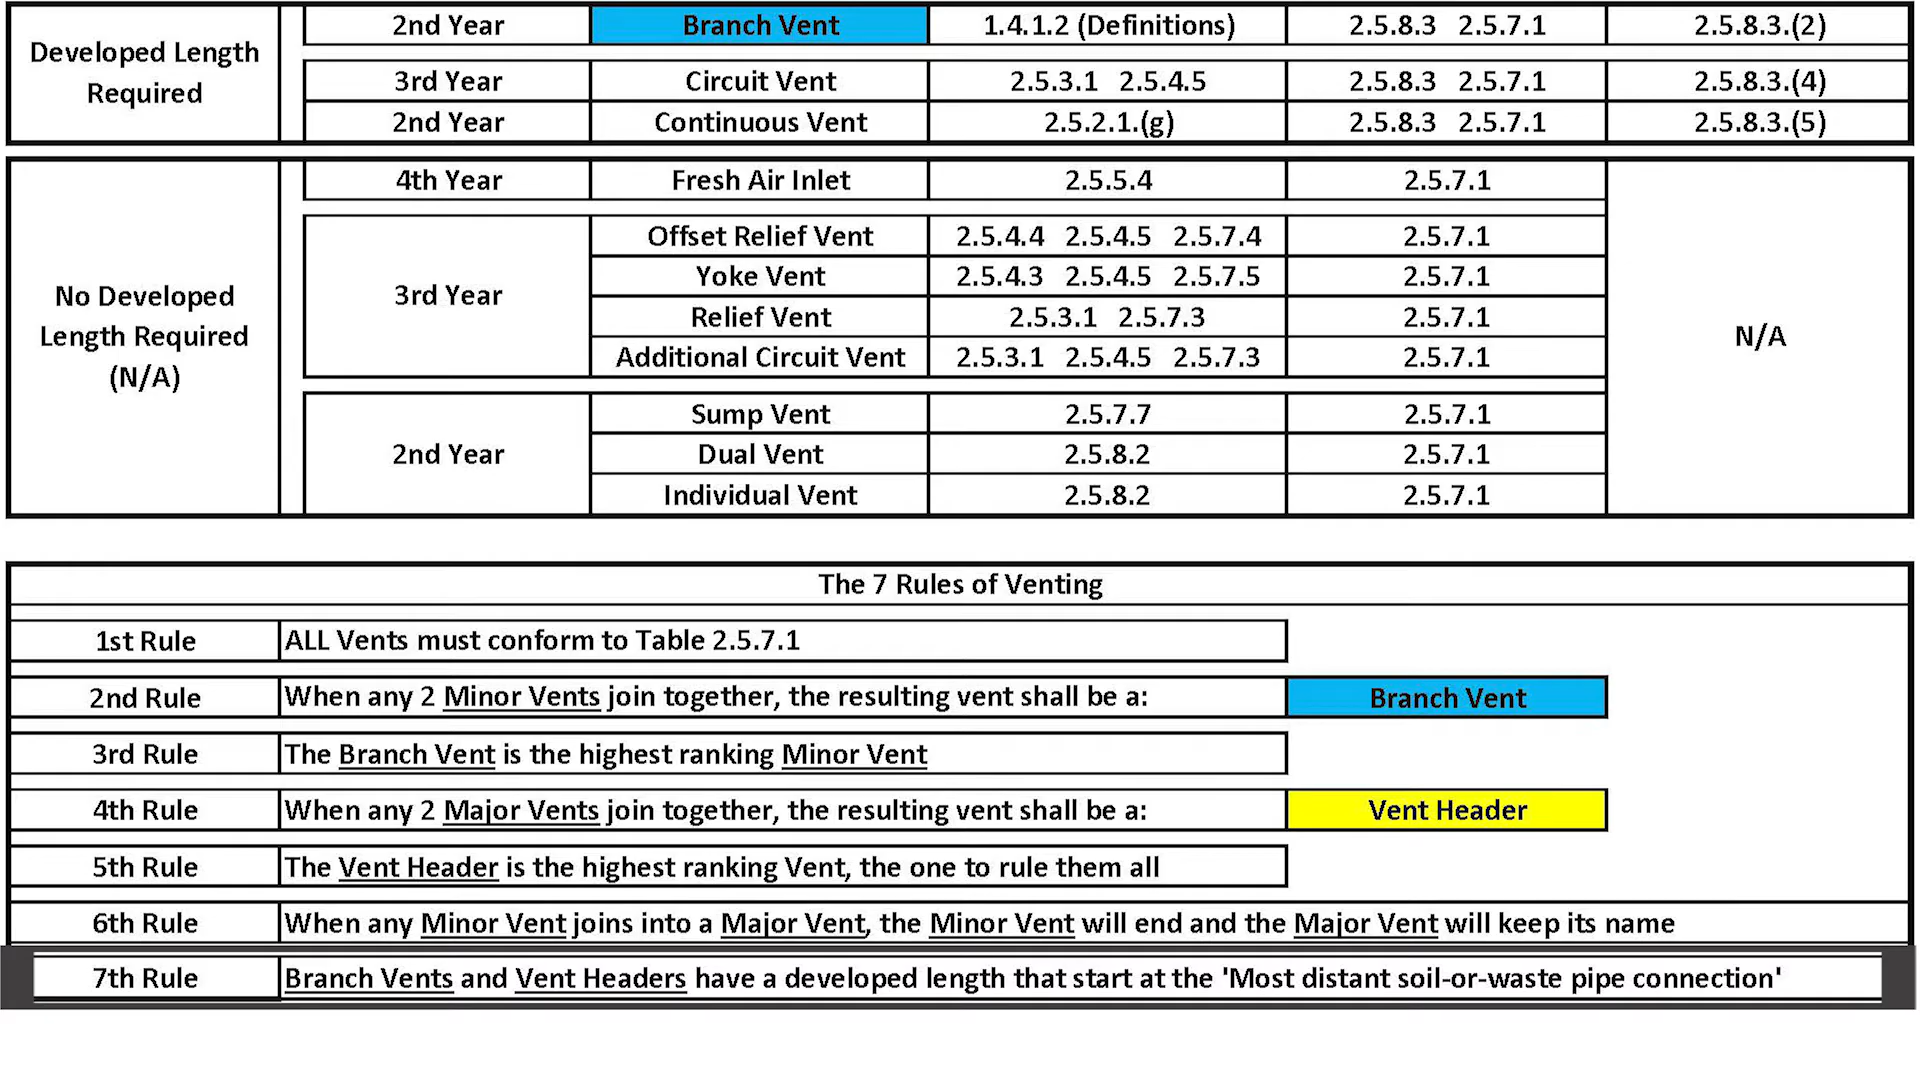 Developed Length
Required
2nd Year Branch Vent 1.4.1.2 (Definitions) 2.5.8.3 2.5.7.1 2.5.8.3.(2)
3rd Year Circuit Vent 2.5.3.1 2.5.4.5 2.5.8.3 2.5.7.1 2.5.8.3.(4)
2nd Year Continuous Vent 2.5.2.1.(g) 2.5.8.3 2.5.7.1 2.5.8.3.(5)
No Developed
Length Required
(N/A)
4th Year Fresh Air Inlet 2.5.5.4 2.5.7.1
3rd Year
Offset Relief Vent 2.5.4.4 2.5.4.5 2.5.7.4 2.5.7.1
Yoke Vent 2.5.4.3 2.5.4.5 2.5.7.5 2.5.7.1
Relief Vent 2.5.3.1 2.5.7.3 2.5.7.1
Additional Circuit Vent 2.5.3.1 2.5.4.5 2.5.7.3 2.5.7.1
N/A
2nd Year
Sump Vent 2.5.7.7 2.5.7.1
Dual Vent 2.5.8.2 2.5.7.1
Individual Vent 2.5.8.2 2.5.7.1
The 7 Rules of Venting
1st Rule ALL Vents must conform to Table 2.5.7.1
2nd Rule When any 2 Minor Vents join together, the resulting vent shall be a: Branch Vent
3rd Rule The Branch Vent is the highest ranking Minor Vent
4th Rule When any 2 Major Vents join together, the resulting vent shall be a: Vent Header
5th Rule The Vent Header is the highest ranking Vent, the one to rule them all
6th Rule When any Minor Vent joins into a Major Vent, the Minor Vent will end and the Major Vent will keep its name
7th Rule Branch Vents and Vent Headers have a developed length that start at the 'Most distant soil-or-waste pipe connection'